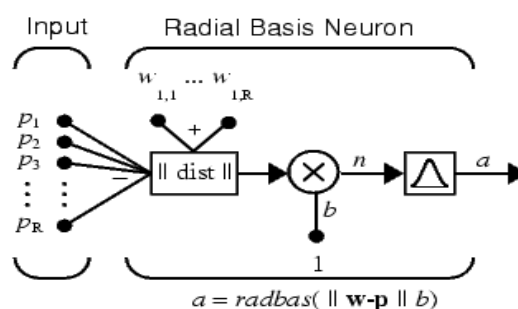 Input Radial Basis Neuron
w1,1 ... w1,R
p1
p2
p3
pR
+
−
|| dist ||
n
a
b
1
a = radbas( || w-p || b)